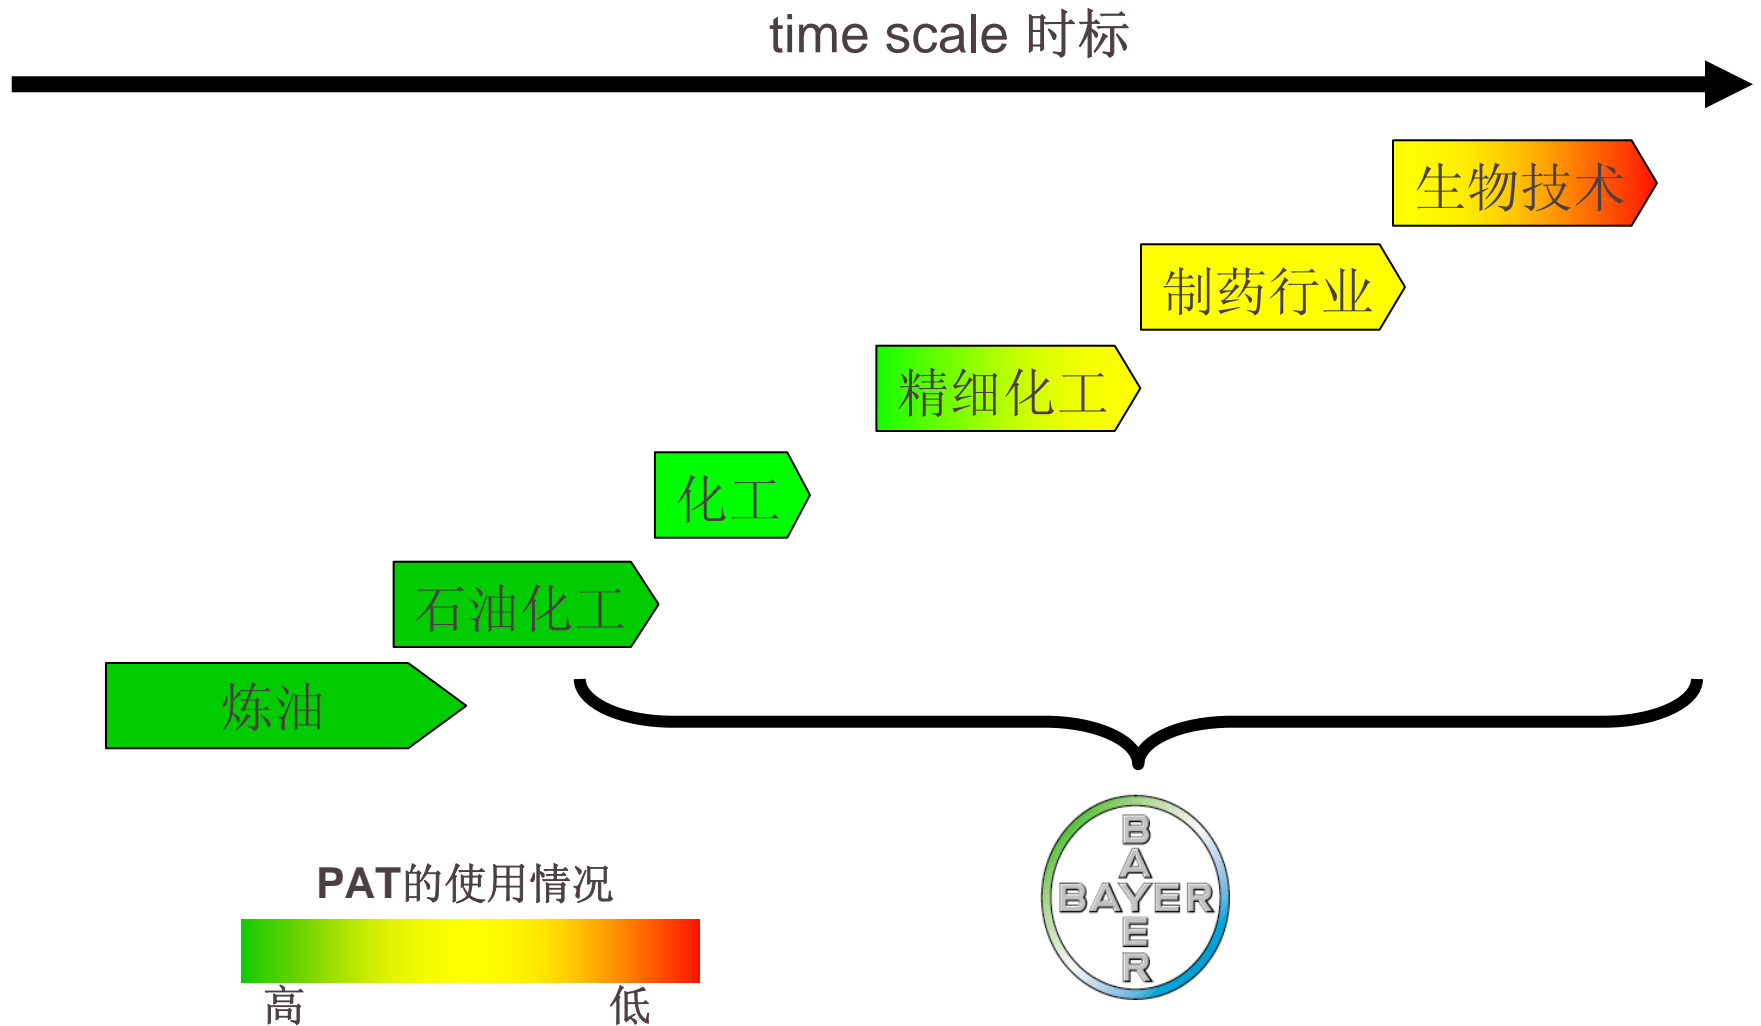 time scale 时标
生物技术
制药行业
精细化工
化工
石油化工
炼油
PAT的使用情况
高
低
BAYER
BAYER